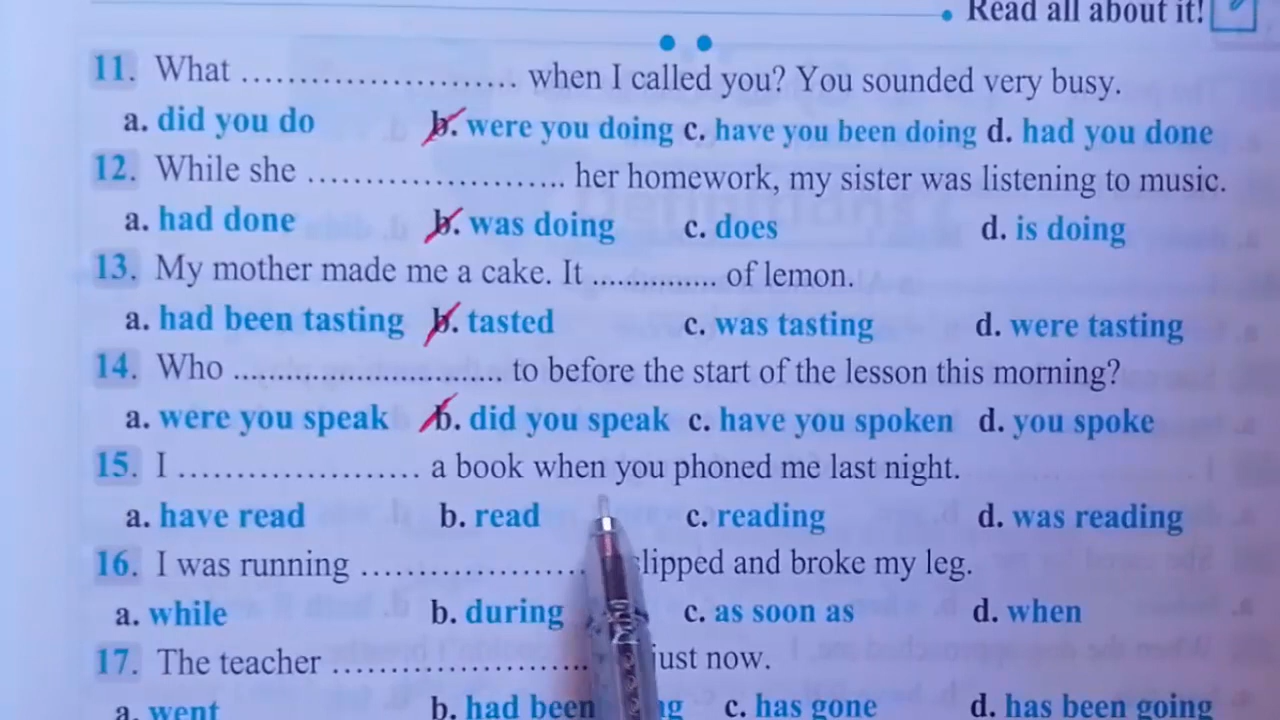 • Read all about it!
11. What ........................ when I called you? You sounded very busy.
a. did you do b. were you doing c. have you been doing d. had you done
12. While she ........................ her homework, my sister was listening to music.
a. had done b. was doing c. does d. is doing
13. My mother made me a cake. It .............. of lemon.
a. had been tasting b. tasted c. was tasting d. were tasting
14. Who ........................ to before the start of the lesson this morning?
a. were you speak b. did you speak c. have you spoken d. you spoke
15. I ........................ a book when you phoned me last night.
a. have read b. read c. reading d. was reading
16. I was running ........................ slipped and broke my leg.
a. while b. during c. as soon as d. when
17. The teacher ........................ just now.
a. went b. had been c. has gone d. has been going